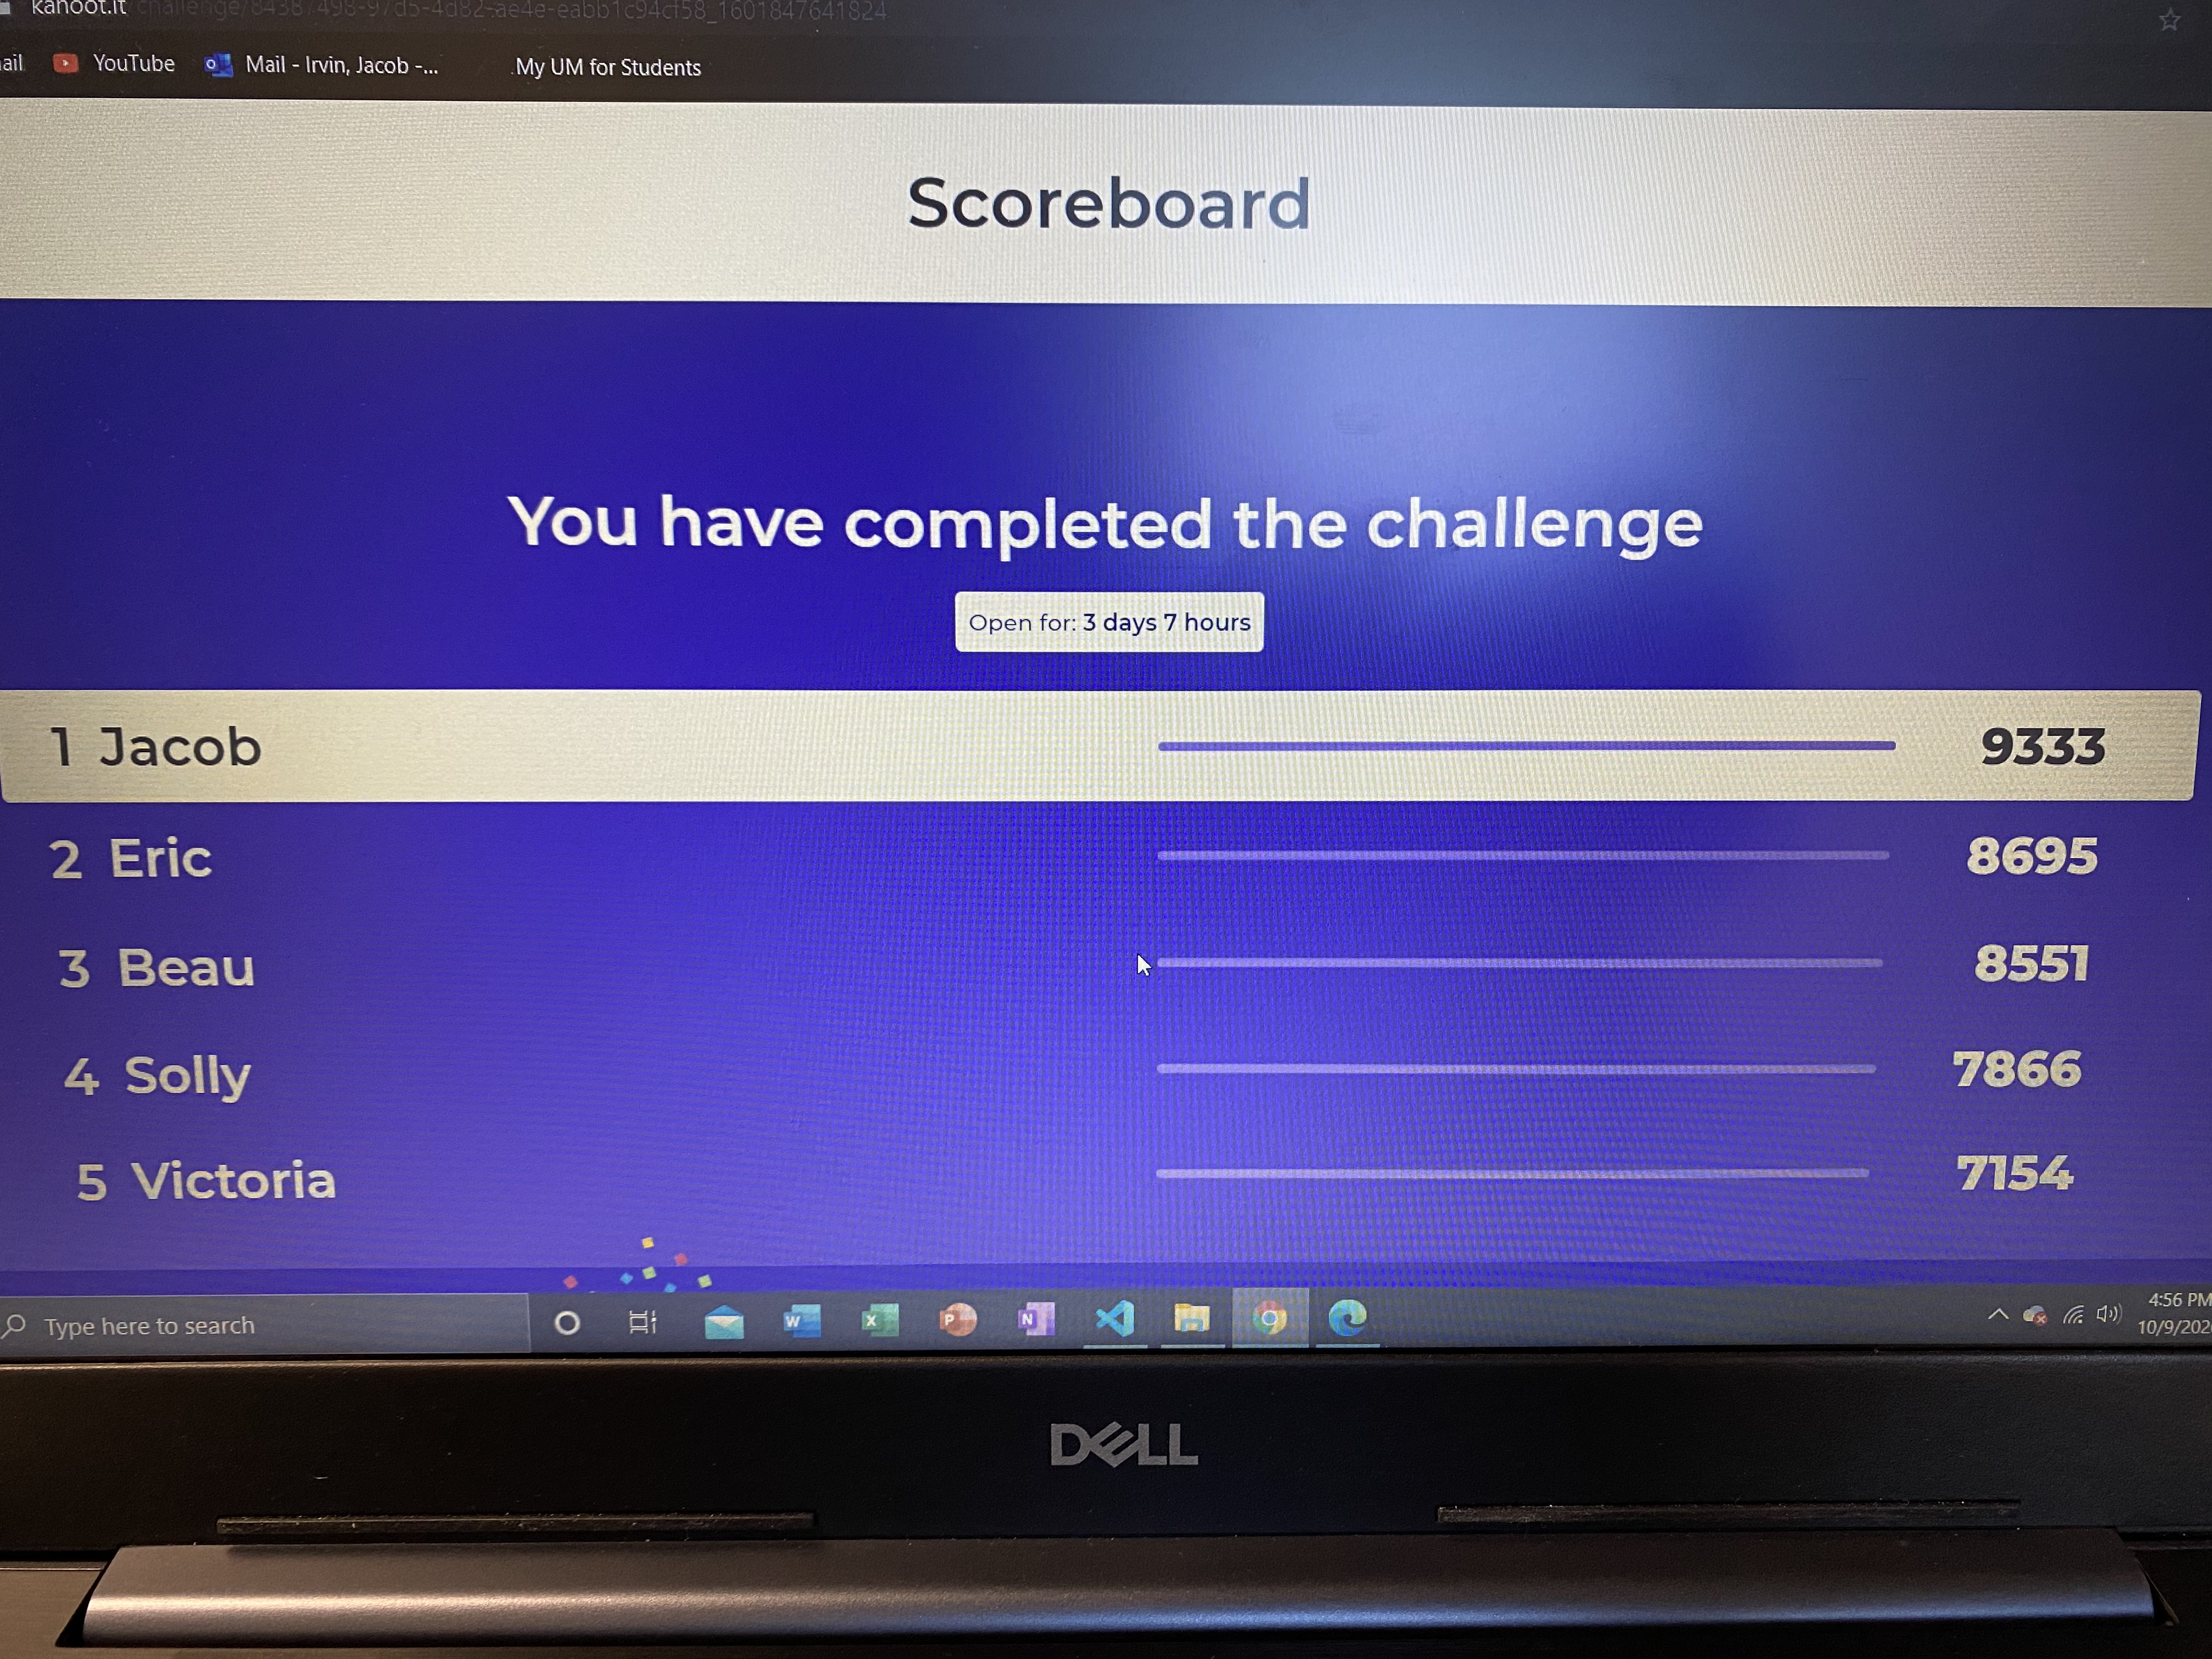 kahoot.it challenge/84387498-97d5-4d82-ae4e-eabb1c94cf58_1601847641824
ail YouTube Mail - Irvin, Jacob -... My UM for Students
Scoreboard
You have completed the challenge
Open for: 3 days 7 hours
1 Jacob 9333
2 Eric 8695
3 Beau 8551
4 Solly 7866
5 Victoria 7154
Type here to search
W X P N
4:56 PM
10/9/202
DELL